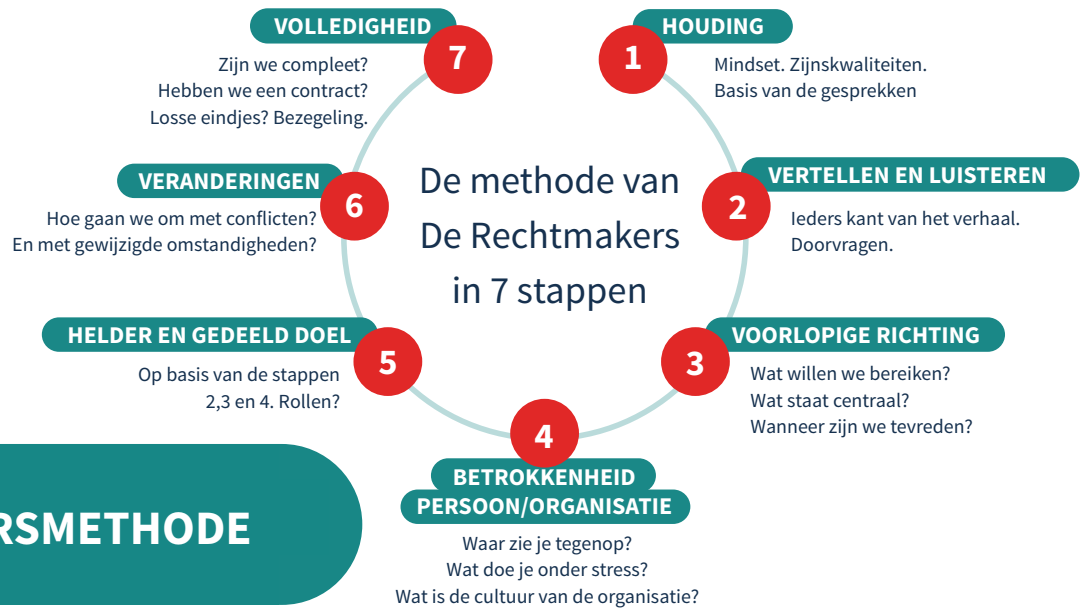 De methode van
De Rechtmakers
in 7 stappen
1
HOUDING
Mindset. Zijnskwaliteiten.
Basis van de gesprekken
2
VERTELLEN EN LUISTEREN
Ieders kant van het verhaal.
Doorvragen.
3
VOORLOPIGE RICHTING
Wat willen we bereiken?
Wat staat centraal?
Wanneer zijn we tevreden?
4
BETROKKENHEID
PERSOON/ORGANISATIE
Waar zie je tegenop?
Wat doe je onder stress?
Wat is de cultuur van de organisatie?
5
HELDER EN GEDEELD DOEL
Op basis van de stappen
2,3 en 4. Rollen?
6
VERANDERINGEN
Hoe gaan we om met conflicten?
En met gewijzigde omstandigheden?
7
VOLLEDIGHEID
Zijn we compleet?
Hebben we een contract?
Losse eindjes? Bezegeling.
RSMETHODE